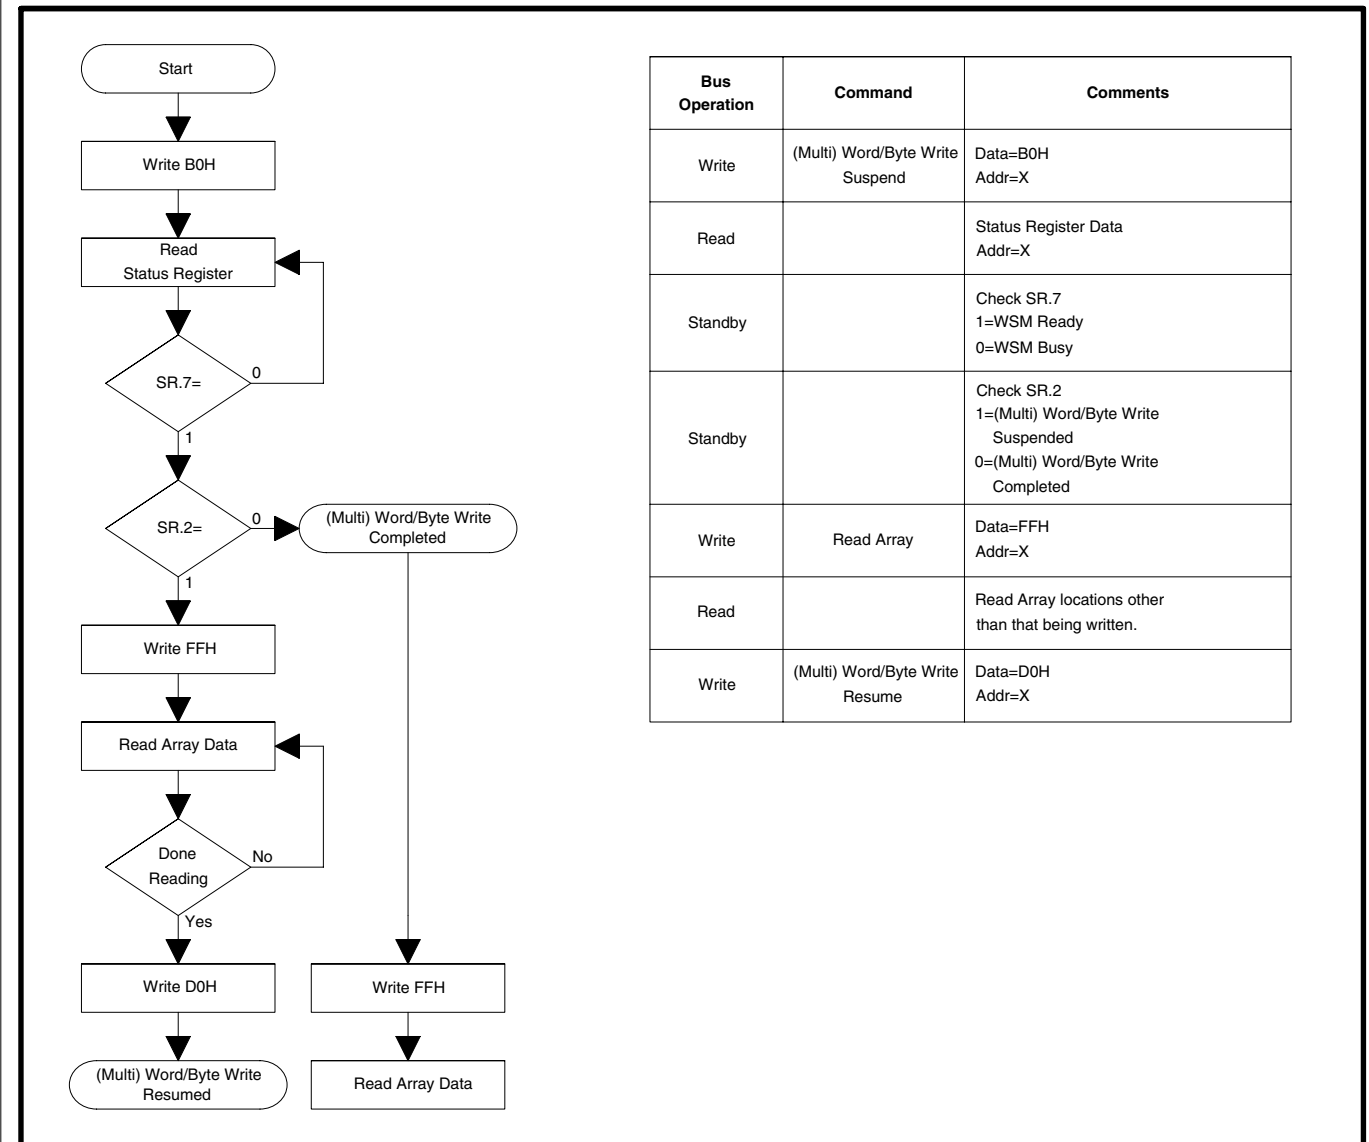 Start
Write B0H
Read
Status Register
SR.7=
0
1
SR.2=
0
(Multi) Word/Byte Write
Completed
1
Write FFH
Read Array Data
Done
Reading
No
Yes
Write D0H
Write FFH
(Multi) Word/Byte Write
Resumed
Read Array Data
Bus
Operation
Command
Comments
Write
(Multi) Word/Byte Write
Suspend
Data=B0H
Addr=X
Read
Status Register Data
Addr=X
Standby
Check SR.7
1=WSM Ready
0=WSM Busy
Standby
Check SR.2
1=(Multi) Word/Byte Write
Suspended
0=(Multi) Word/Byte Write
Completed
Write
Read Array
Data=FFH
Addr=X
Read
Read Array locations other
than that being written.
Write
(Multi) Word/Byte Write
Resume
Data=D0H
Addr=X